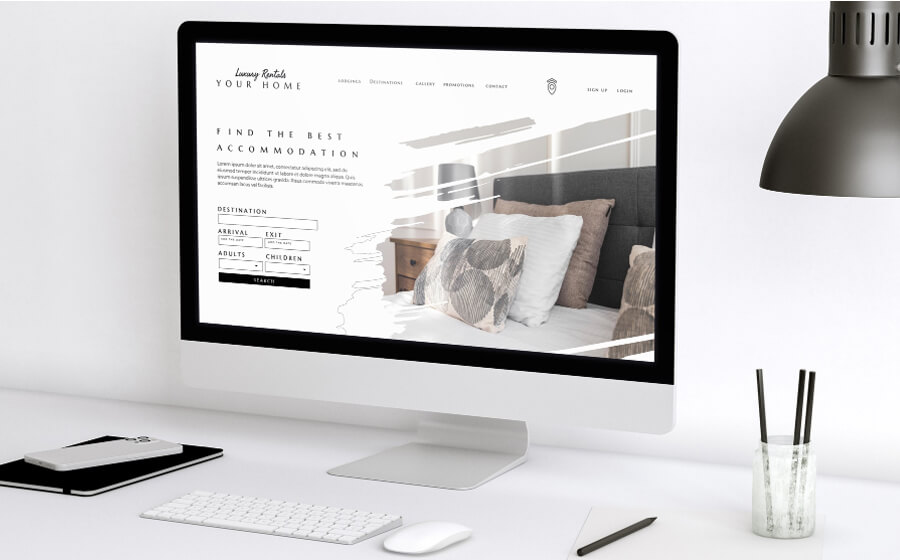 Luxury Rentals
YOUR HOME
LODGINGS DESTINATIONS GALLERY PROMOTIONS CONTACT
SIGN UP LOGIN
FIND THE BEST
ACCOMMODATION
Lorem ipsum dolor sit amet, consectetur adipiscing elit, sed do
eiusmod tempor incididunt ut labore et dolore magna aliqua. Quis
ipsum suspendisse ultrices gravida. Risus commodo viverra maecenas
accumsan lacus vel facilisis.
DESTINATION
ARRIVAL EXIT
ADULTS CHILDREN
SEARCH